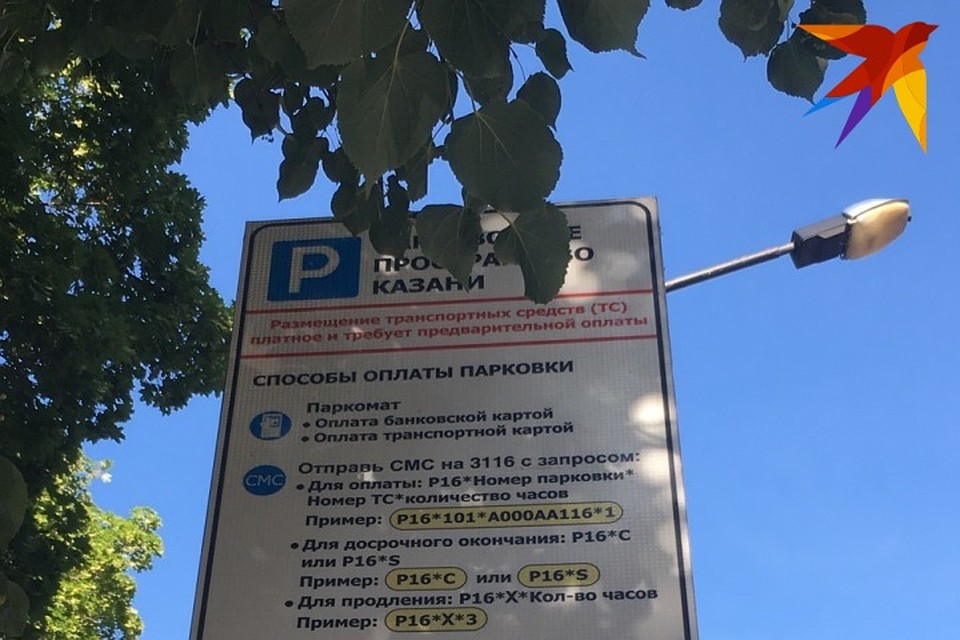 P
КАЗАНИ
Размещение транспортных средств (ТС)
платное и требует предварительной оплаты
СПОСОБЫ ОПЛАТЫ ПАРКОВКИ
Паркомат
• Оплата банковской картой
• Оплата транспортной картой
СМС
Отправь СМС на 3116 с запросом:
• Для оплаты: P16*Номер парковки*
Номер ТС*количество часов
Пример: P16*101*A000AA116*1
• Для досрочного окончания: P16*C
или P16*S
Пример: P16*C или P16*S
• Для продления: P16*X*Кол-во часов
Пример: P16*X*3